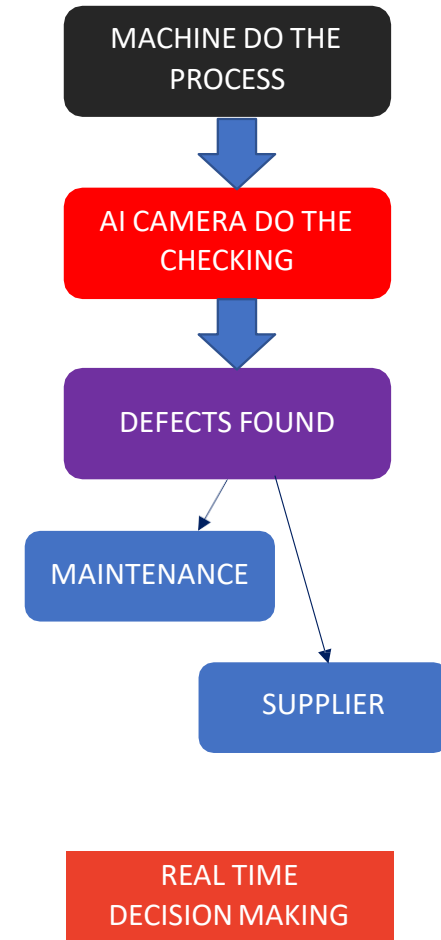 MACHINE DO THE
PROCESS
AI CAMERA DO THE
CHECKING
DEFECTS FOUND
MAINTENANCE
SUPPLIER
REAL TIME
DECISION MAKING